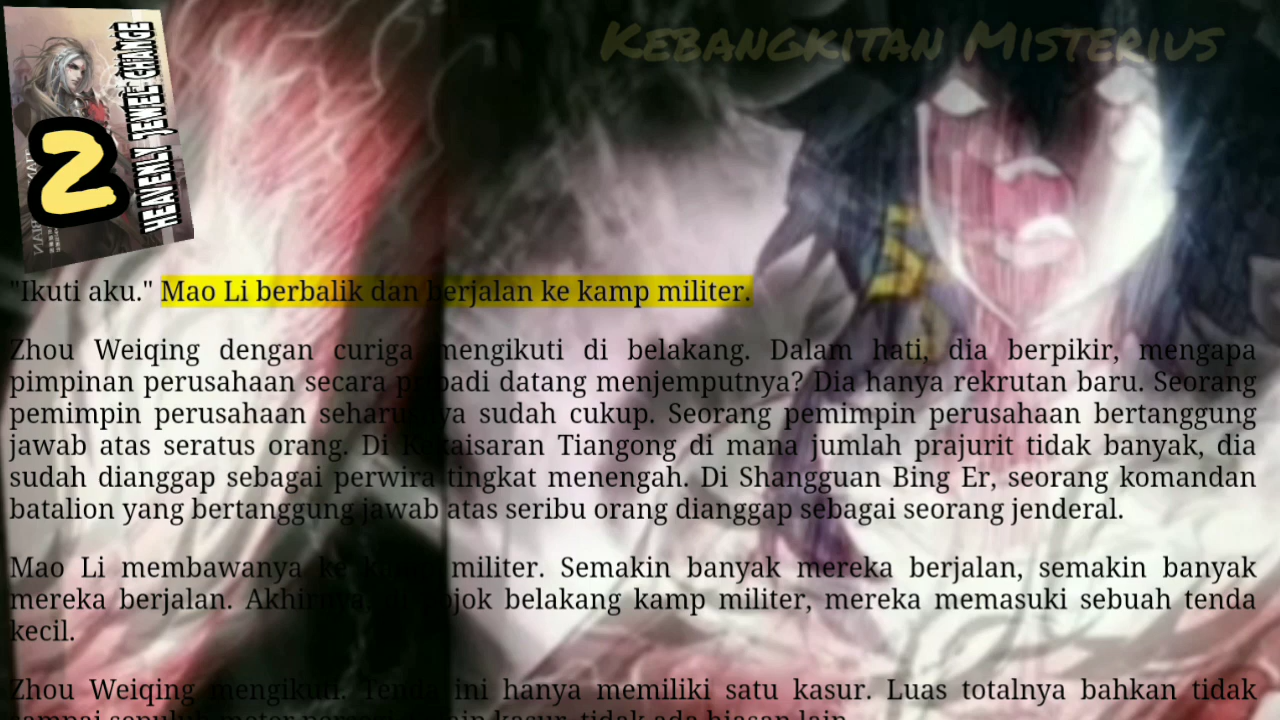 Kebangkitan Misterius
HEAVENLY JEWEL CHANGE
2
"Ikuti aku." Mao Li berbalik dan berjalan ke kamp militer.
Zhou Weiqing dengan curiga mengikuti di belakang. Dalam hati, dia berpikir, mengapa
pimpinan perusahaan secara pribadi datang menjemputnya? Dia hanya rekrutan baru. Seorang
pemimpin perusahaan seharusnya sudah cukup. Seorang pemimpin perusahaan bertanggung
jawab atas seratus orang. Di Kekaisaran Tiangong di mana jumlah prajurit tidak banyak, dia
sudah dianggap sebagai perwira tingkat menengah. Di Shangguan Bing Er, seorang komandan
batalion yang bertanggung jawab atas seribu orang dianggap sebagai seorang jenderal.
Mao Li membawanya ke kamp militer. Semakin banyak mereka berjalan, semakin banyak
mereka berjalan. Akhirnya, di pojok belakang kamp militer, mereka memasuki sebuah tenda
kecil.
Zhou Weiqing mengikuti. Tenda ini hanya memiliki satu kasur. Luas totalnya bahkan tidak